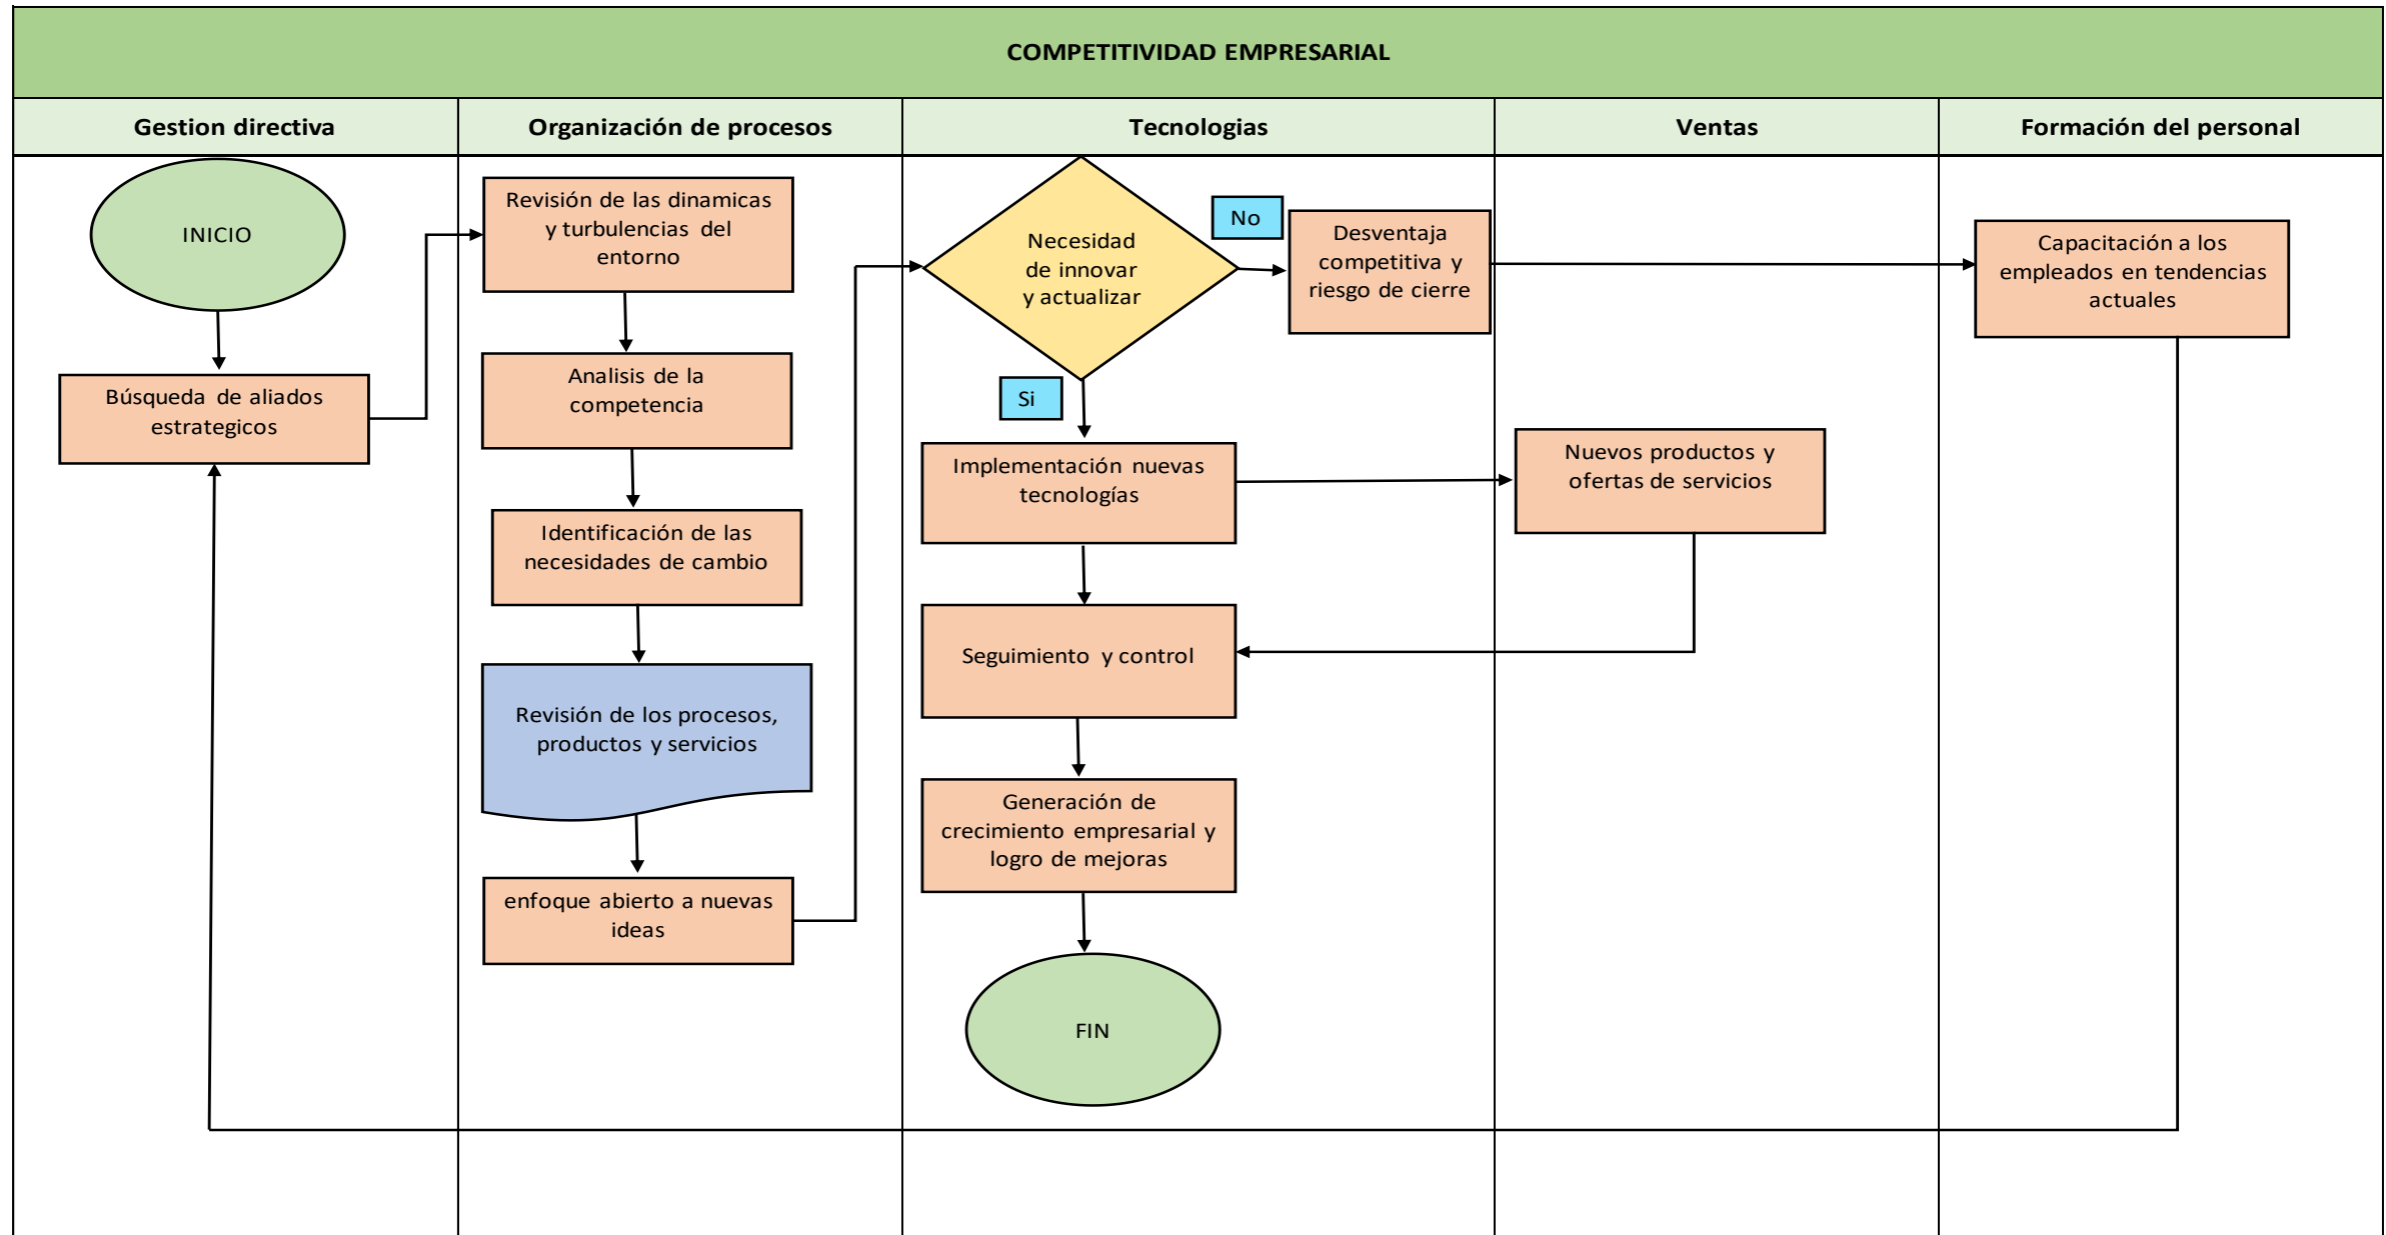 COMPETITIVIDAD EMPRESARIAL
Gestion directiva
Organización de procesos
Tecnologias
Ventas
Formación del personal
INICIO
Búsqueda de aliados
estrategicos
Revisión de las dinamicas
y turbulencias del
entorno
Analisis de la
competencia
Identificación de las
necesidades de cambio
Revisión de los procesos,
productos y servicios
enfoque abierto a nuevas
ideas
Necesidad
de innovar
y actualizar
No
Desventaja
competitiva y
riesgo de cierre
Si
Implementación nuevas
tecnologías
Seguimiento y control
Generación de
crecimiento empresarial y
logro de mejoras
FIN
Nuevos productos y
ofertas de servicios
Capacitación a los
empleados en tendencias
actuales